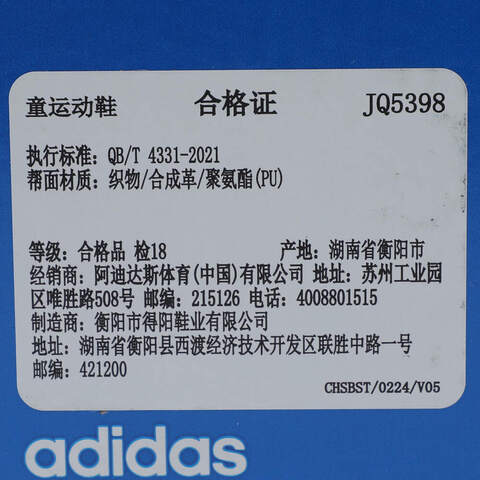 童运动鞋 合格证 JQ5398
执行标准: QB/T 4331-2021
帮面材质: 织物/合成革/聚氨酯(PU)
等级: 合格品 检18 产地: 湖南省衡阳市
经销商: 阿迪达斯体育(中国)有限公司 地址: 苏州工业园
区唯胜路508号 邮编: 215126 电话: 4008801515
制造商: 衡阳市得阳鞋业有限公司
地址: 湖南省衡阳县西渡经济技术开发区联胜中路一号
邮编: 421200
CHSBST/0224/V05
adidas